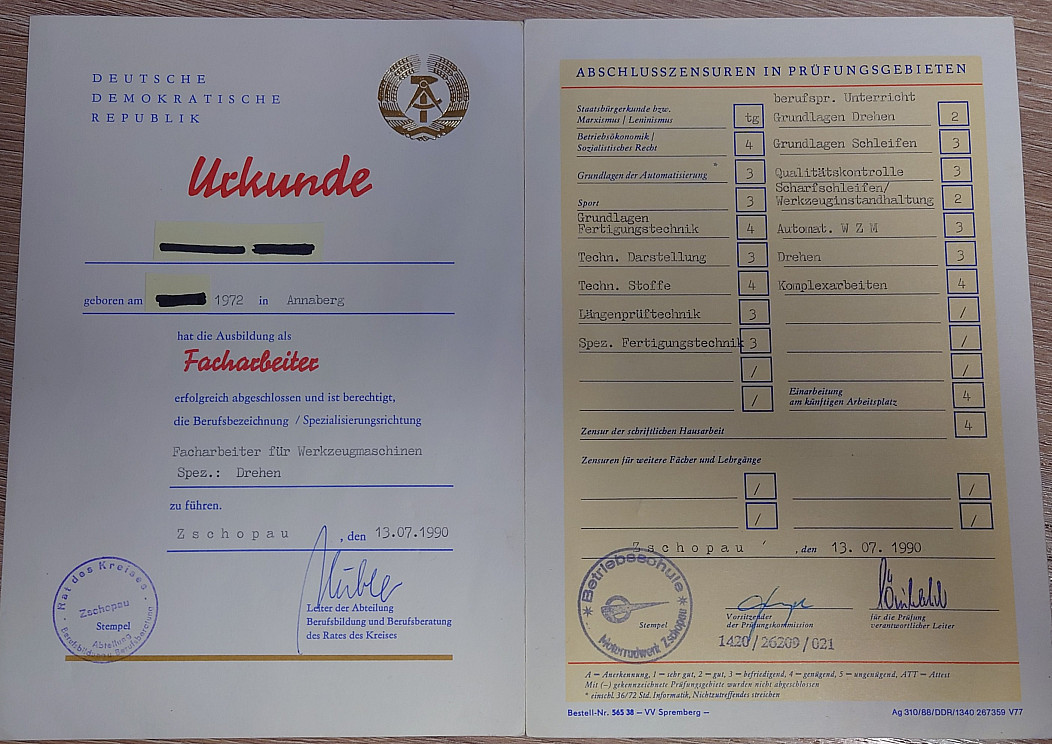 DEUTSCHE
DEMOKRATISCHE
REPUBLIK
Urkunde
geboren am 1972 in Annaberg
hat die Ausbildung als
Facharbeiter
erfolgreich abgeschlossen und ist berechtigt,
die Berufsbezeichnung / Spezialisierungsrichtung
Facharbeiter für Werkzeugmaschinen
Spez.: Drehen
zu führen.
Zschopau , den 13.07.1990
Leiter der Abteilung
Berufsbildung und Berufsberatung
des Rates des Kreises
Rat des Kreises
Zschopau
Stempel
Abteilung
Berufsbildung u. Berufsberatung
ABSCHLUSSZENSUREN IN PRÜFUNGSGEBIETEN
Staatsbürgerkunde bzw.
Marxismus / Leninismus tg
Betriebsökonomik /
Sozialistisches Recht 4
Grundlagen der Automatisierung * 3
Sport 3
Grundlagen
Fertigungstechnik 4
Techn. Darstellung 3
Techn. Stoffe 4
Längenprüftechnik 3
Spez. Fertigungstechnik 3
/
/
berufspr. Unterricht
Grundlagen Drehen 2
Grundlagen Schleifen 3
Qualitätskontrolle 3
Scharfschleifen/
Werkzeuginstandhaltung 2
Automat. W Z M 3
Drehen 3
Komplexarbeiten 4
/
/
/
Einarbeitung
am künftigen Arbeitsplatz 4
Zensur der schriftlichen Hausarbeit 4
Zensuren für weitere Fächer und Lehrgänge
/ /
/ /
Zschopau , den 13. 07. 1990
Betriebsschule
Stempel
Motorradwerk Zschopau
Vorsitzender
der Prüfungskommission
1420/26209/021
für die Prüfung
verantwortlicher Leiter
A = Anerkennung, 1 = sehr gut, 2 = gut, 3 = befriedigend, 4 = genügend, 5 = ungenügend, ATT = Attest
Mit (–) gekennzeichnete Prüfungsgebiete wurden nicht abgeschlossen
* einschl. 36/72 Std. Informatik, Nichtzutreffendes streichen
Bestell-Nr. 565 38 – VV Spremberg –
Ag 310/88/DDR/1340 267359 V77